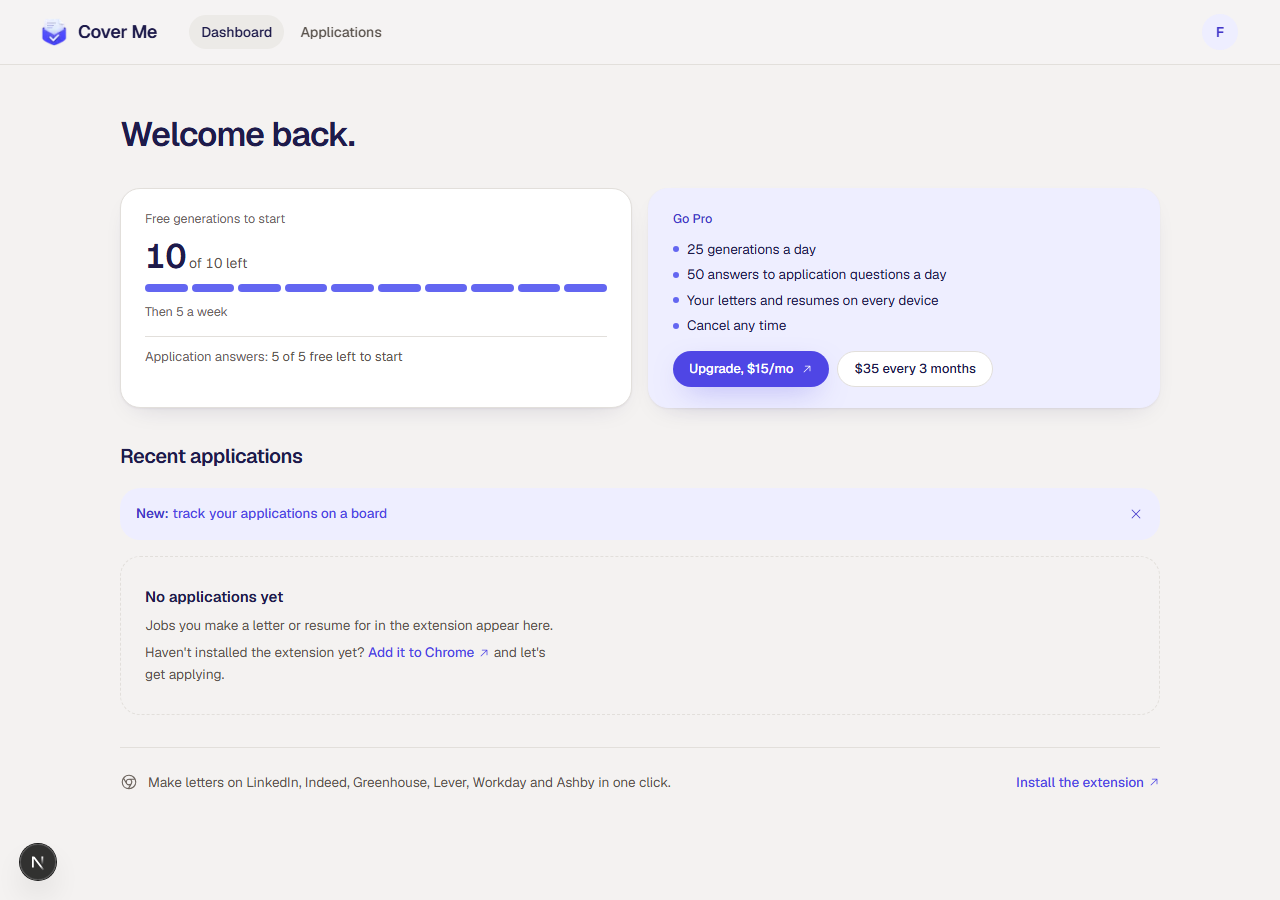 Cover Me
Dashboard
Applications
F
Welcome back.
Free generations to start
10 of 10 left
Then 5 a week
Application answers: 5 of 5 free left to start
Go Pro
25 generations a day
50 answers to application questions a day
Your letters and resumes on every device
Cancel any time
Upgrade, $15/mo
$35 every 3 months
Recent applications
New: track your applications on a board
No applications yet
Jobs you make a letter or resume for in the extension appear here.
Haven't installed the extension yet? Add it to Chrome and let's
get applying.
Make letters on LinkedIn, Indeed, Greenhouse, Lever, Workday and Ashby in one click.
Install the extension
N